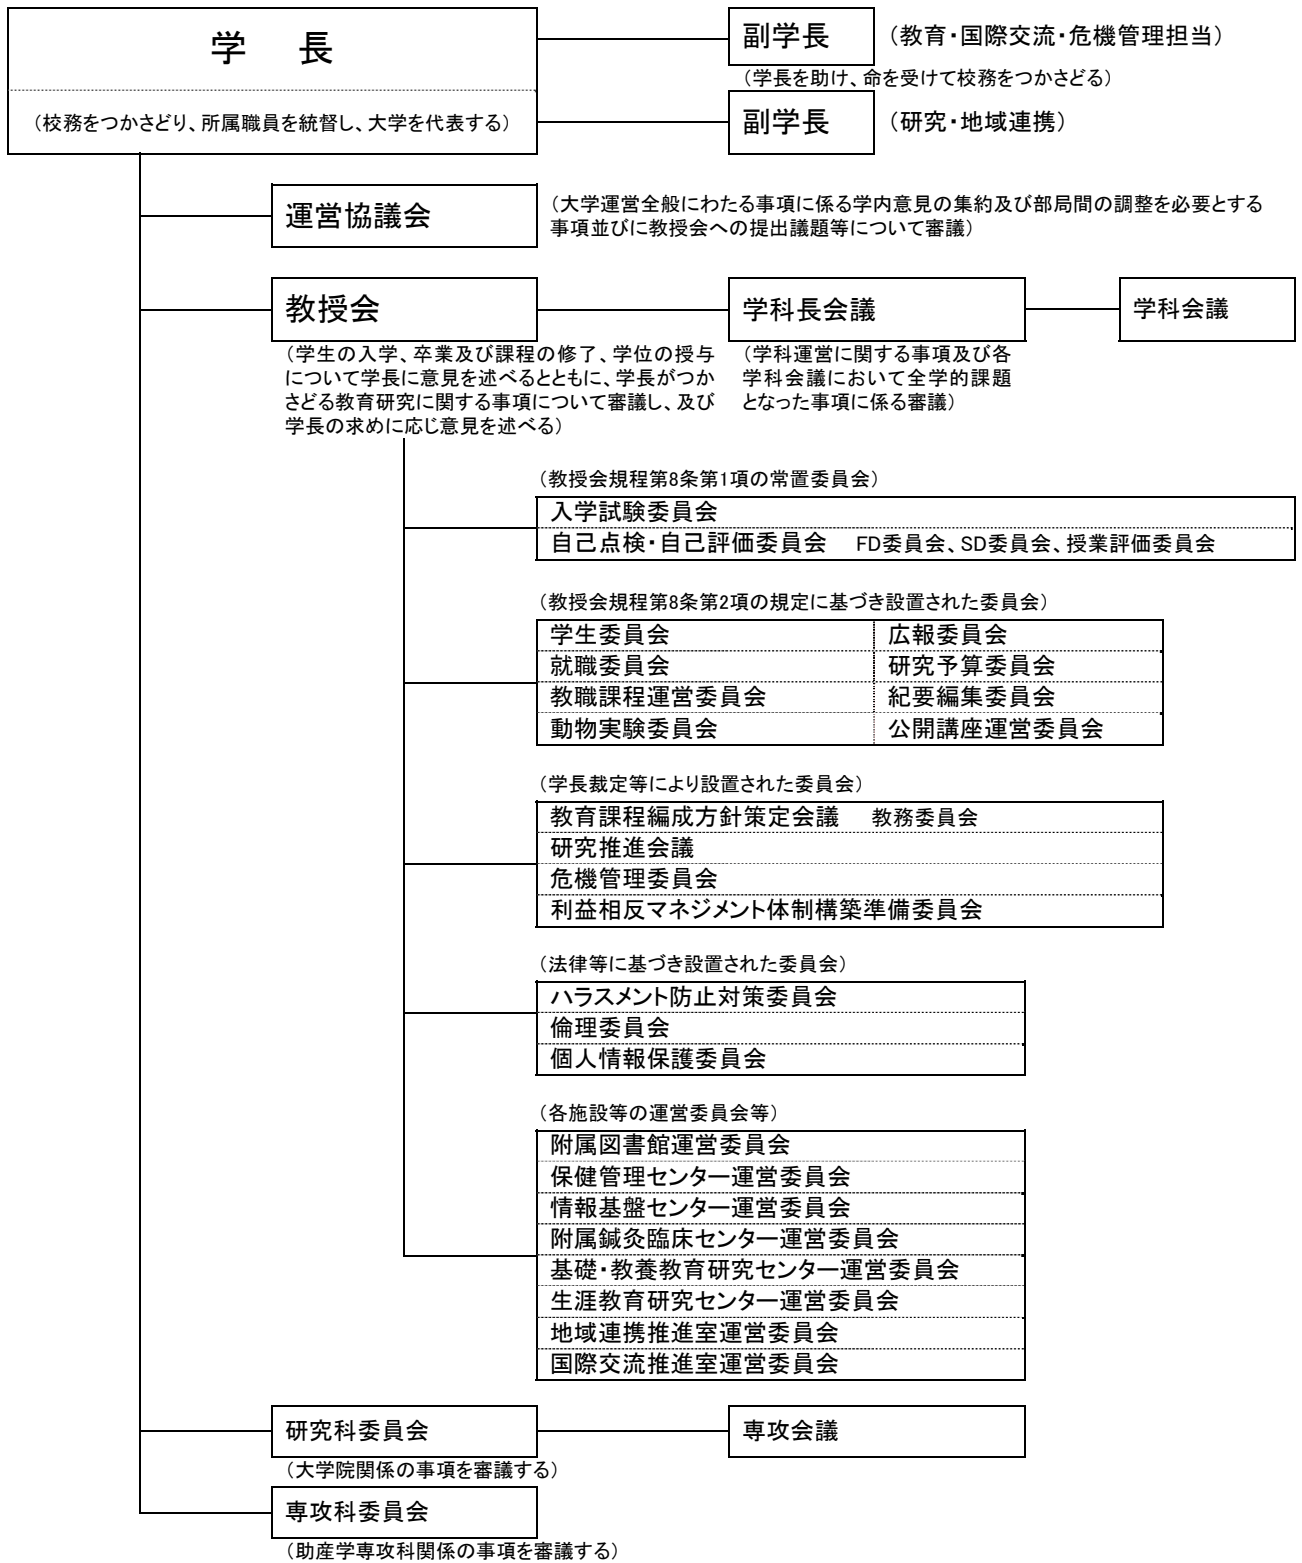 学　長
（校務をつかさどり、所属職員を統督し、大学を代表する）
副学長　（教育・国際交流・危機管理担当）
（学長を助け、命を受けて校務をつかさどる）
副学長　（研究・地域連携）
運営協議会
（大学運営全般にわたる事項に係る学内意見の集約及び部局間の調整を必要とする
事項並びに教授会への提出議題等について審議）
教授会
（学生の入学、卒業及び課程の修了、学位の授与
について学長に意見を述べるとともに、学長がつか
さどる教育研究に関する事項について審議し、及び
学長の求めに応じ意見を述べる）
学科長会議
（学科運営に関する事項及び各
学科会議において全学的課題
となった事項に係る審議）
学科会議
（教授会規程第8条第1項の常置委員会）
入学試験委員会
自己点検・自己評価委員会　FD委員会、SD委員会、授業評価委員会
（教授会規程第8条第2項の規定に基づき設置された委員会）
学生委員会　広報委員会
就職委員会　研究予算委員会
教職課程運営委員会　紀要編集委員会
動物実験委員会　公開講座運営委員会
（学長裁定等により設置された委員会）
教育課程編成方針策定会議　教務委員会
研究推進会議
危機管理委員会
利益相反マネジメント体制構築準備委員会
（法律等に基づき設置された委員会）
ハラスメント防止対策委員会
倫理委員会
個人情報保護委員会
（各施設等の運営委員会等）
附属図書館運営委員会
保健管理センター運営委員会
情報基盤センター運営委員会
附属鍼灸臨床センター運営委員会
基礎・教養教育研究センター運営委員会
生涯教育研究センター運営委員会
地域連携推進室運営委員会
国際交流推進室運営委員会
研究科委員会　専攻会議
（大学院関係の事項を審議する）
専攻科委員会
（助産学専攻科関係の事項を審議する）